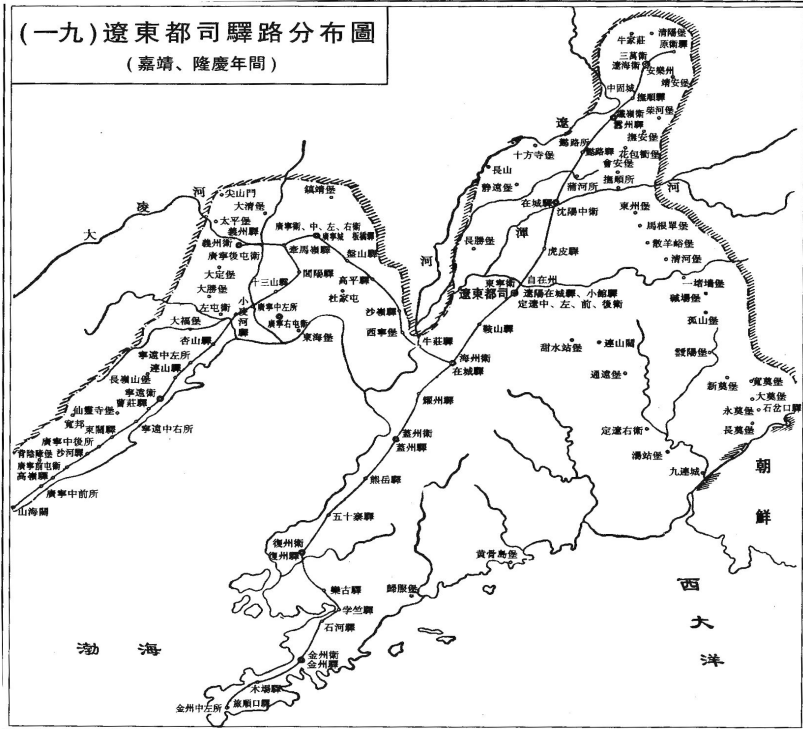 (一九)遼東都司驛路分布圖
(嘉靖、隆慶年間)
牛家莊
清陽堡
原衛驛
三萬衛
遼海衛
安樂州
靖安堡
中固城
撫順驛
柴河堡
遼
撫安堡
懿路所
懿路驛
花包衝堡
會安堡
十方寺堡
長山
靜遠堡
蒲河所
撫順所
河
在城驛
瀋陽中衛
渾
河
長勝堡
虎皮驛
東州堡
馬根單堡
散羊峪堡
清河堡
一堵墻堡
鹹場堡
孤山堡
東寧衛
自在州
遼東都司
遼陽在城驛、小館驛
定遼中、左、前、後衛
鞍山驛
甜水站堡
連山關
通遠堡
靉陽堡
新奠堡
寬奠堡
大奠堡
永奠堡
石岔口驛
長奠堡
定遼右衛
湯站堡
九連城
朝
鮮
河
凌
大
尖山門
大清堡
鎮靖堡
太平堡
義州驛
義州衛
廣寧後屯衛
廣寧衛、中、左、右衛
廣寧城
板橋驛
盤山驛
閭陽驛
高平驛
大定堡
十三山驛
杜家屯
沙嶺驛
大勝堡
左屯衛
小凌河驛
廣寧中左所
廣寧右屯衛
東海堡
西寧堡
牛莊驛
大福堡
杏山驛
寧遠中左所
連山驛
長嶺山堡
寧遠衛
曹莊驛
仙靈寺堡
寬邦
東關驛
寧遠中右所
廣寧中後所
沙河驛
背陰障堡
廣寧前屯衛
高嶺驛
廣寧中前所
山海關
海州衛
在城驛
耀州驛
蓋州衛
蓋州驛
熊岳驛
五十寨驛
復州衛
復州驛
欒古驛
黃骨島堡
歸服堡
石河驛
金州衛
金州驛
木場驛
旅順口驛
金州中左所
渤海
西
大
洋